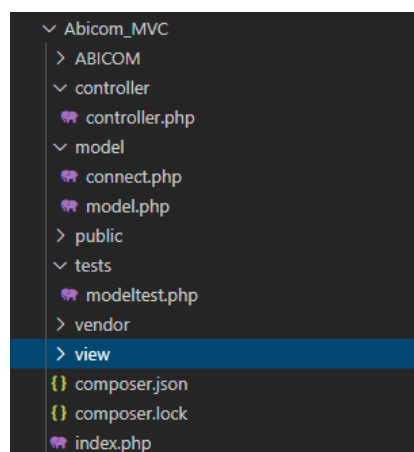 Abicom_MVC
ABICOM
controller
controller.php
model
connect.php
model.php
public
tests
modeltest.php
vendor
view
{} composer.json
{} composer.lock
index.php